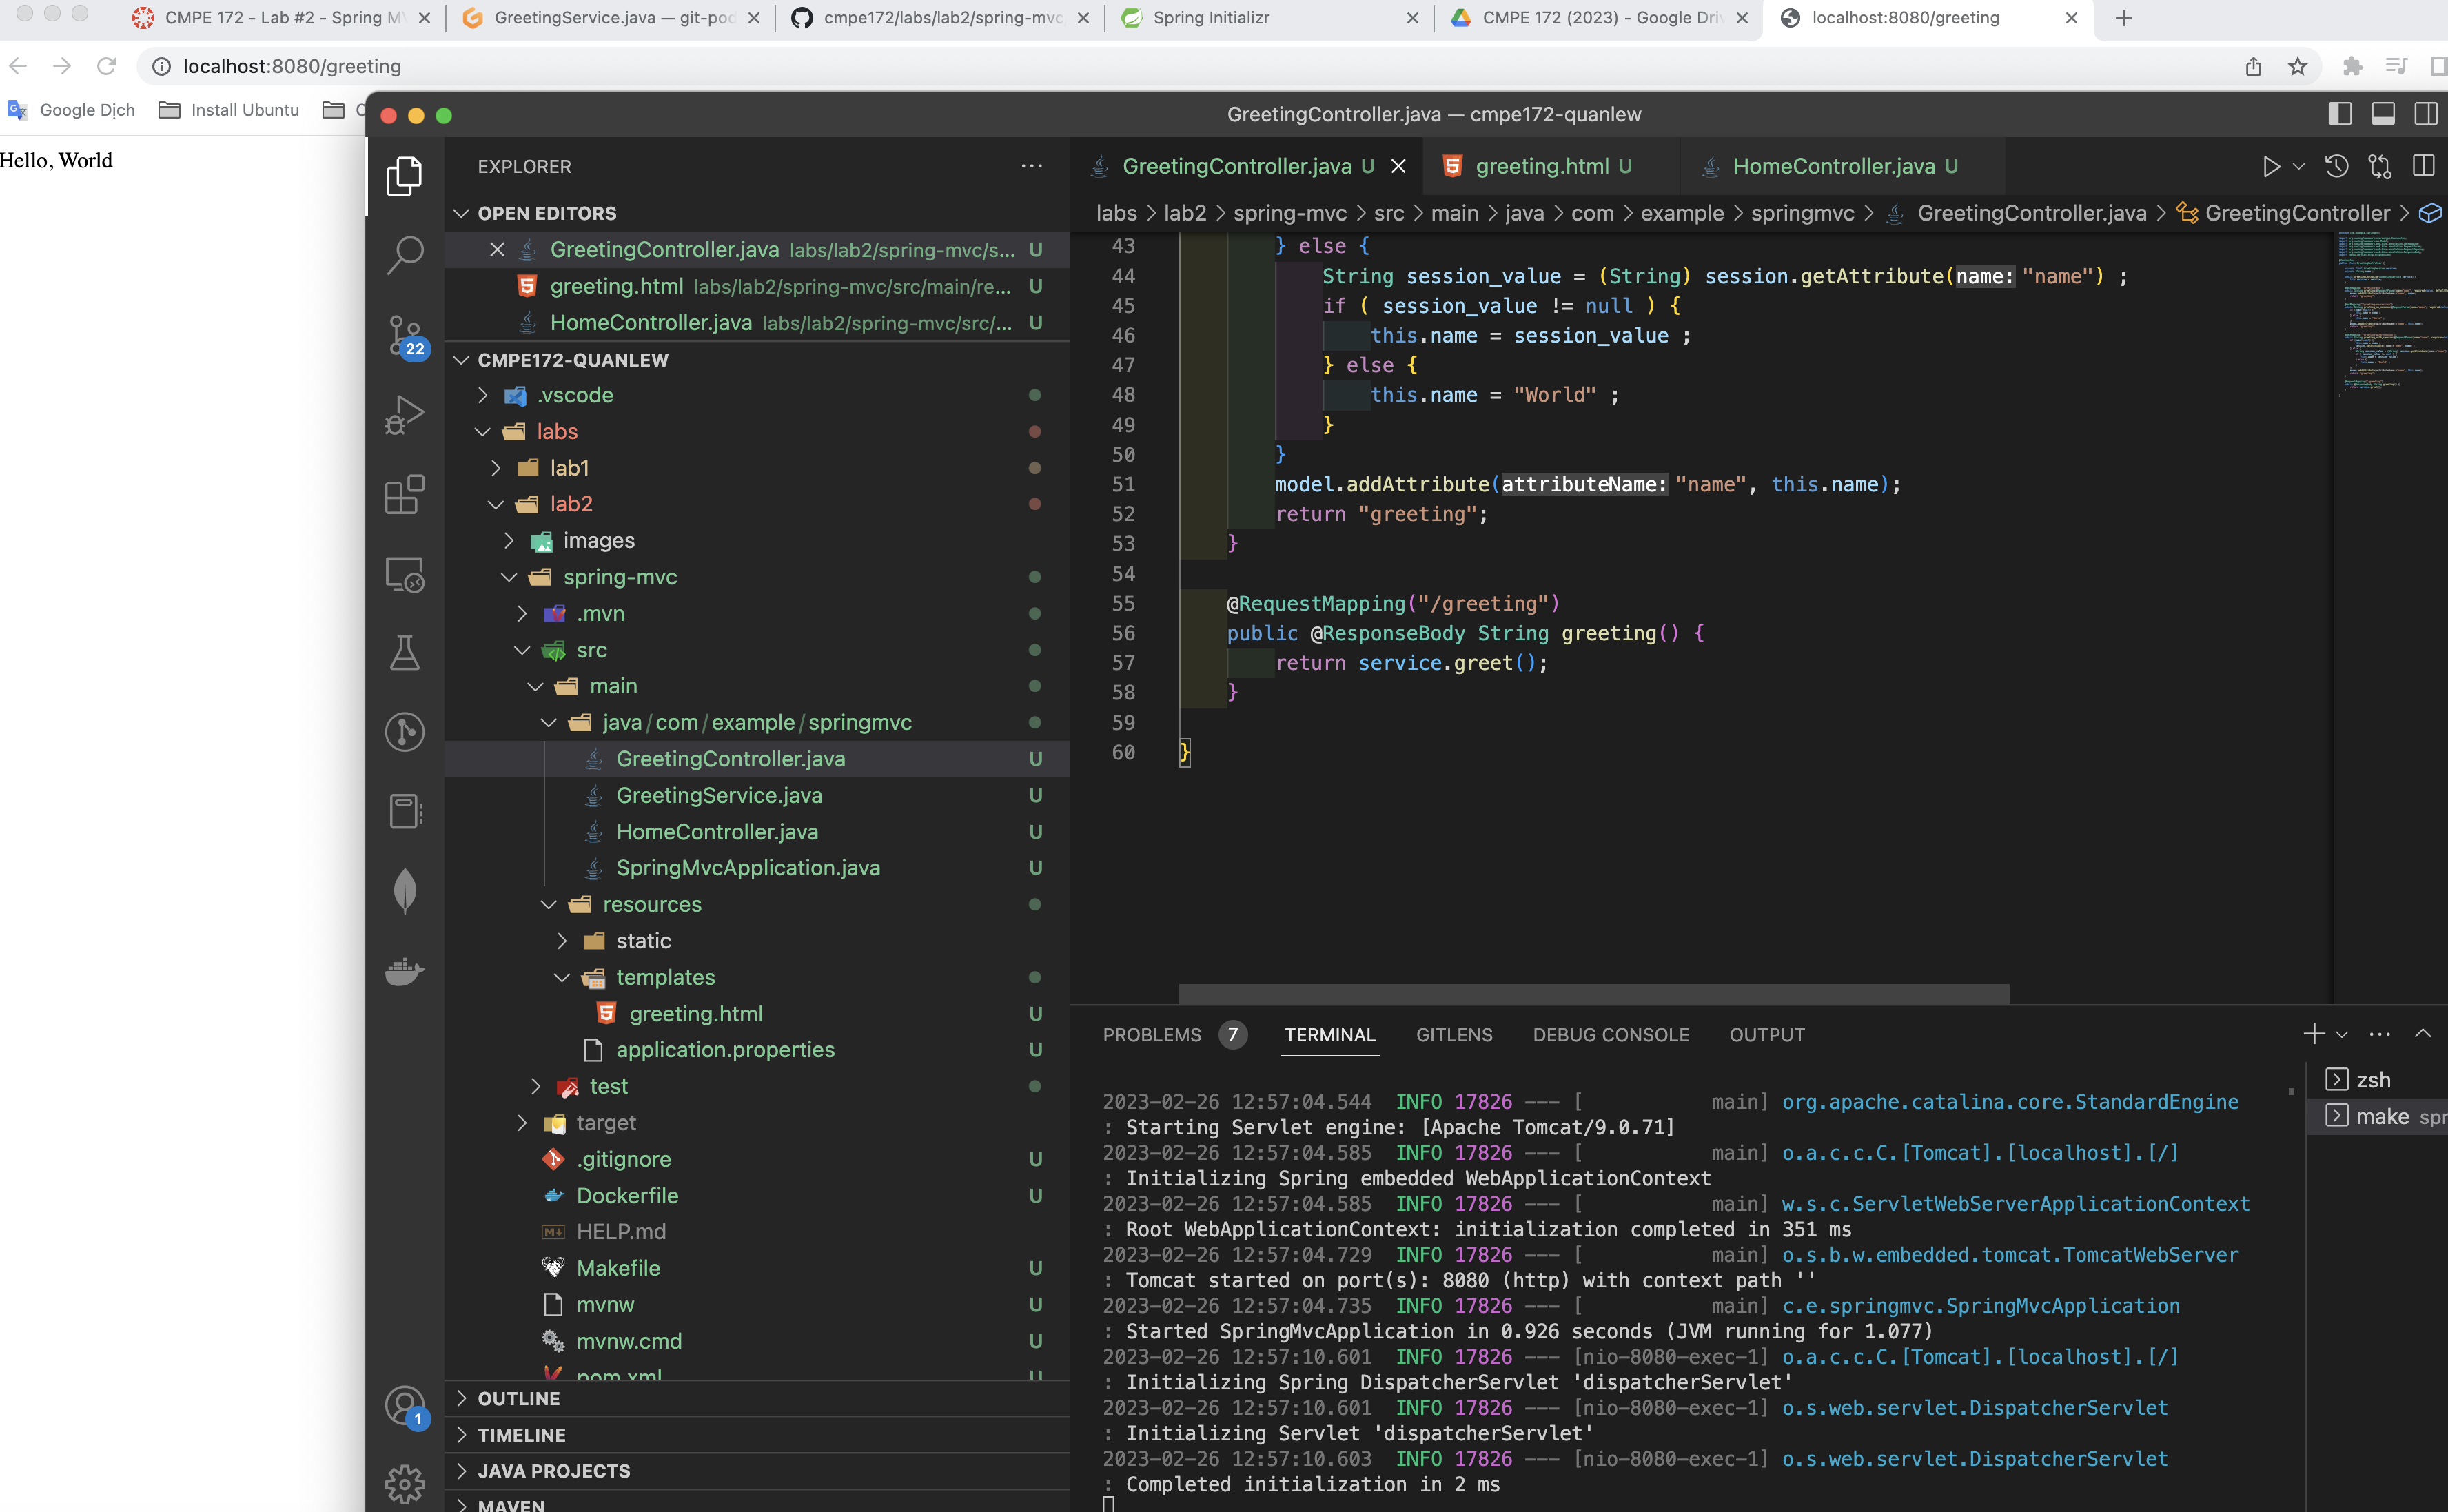 CMPE 172 - Lab #2 - Spring M
GreetingService.java — git-pod
cmpe172/labs/lab2/spring-mvc
Spring Initializr
CMPE 172 (2023) - Google Driv
localhost:8080/greeting
localhost:8080/greeting
Google Dịch
Install Ubuntu
Hello, World
GreetingController.java — cmpe172-quanlew
EXPLORER
OPEN EDITORS
GreetingController.java labs/lab2/spring-mvc/s... U
greeting.html labs/lab2/spring-mvc/src/main/re... U
HomeController.java labs/lab2/spring-mvc/src/... U
CMPE172-QUANLEW
.vscode
labs
lab1
lab2
images
spring-mvc
.mvn
src
main
java/com/example/springmvc
GreetingController.java U
GreetingService.java U
HomeController.java U
SpringMvcApplication.java U
resources
static
templates
greeting.html U
application.properties U
test
target
.gitignore U
Dockerfile U
HELP.md
Makefile U
mvnw U
mvnw.cmd U
pom.xml U
OUTLINE
TIMELINE
JAVA PROJECTS
MAVEN
22
1
GreetingController.java U
greeting.html U
HomeController.java U
labs > lab2 > spring-mvc > src > main > java > com > example > springmvc > GreetingController.java > GreetingController >
43 } else {
44 String session_value = (String) session.getAttribute(name:"name") ;
45 if ( session_value != null ) {
46 this.name = session_value ;
47 } else {
48 this.name = "World" ;
49 }
50 }
51 model.addAttribute(attributeName:"name", this.name);
52 return "greeting";
53 }
54
55 @RequestMapping("/greeting")
56 public @ResponseBody String greeting() {
57 return service.greet();
58 }
59
60 }
PROBLEMS 7 TERMINAL GITLENS DEBUG CONSOLE OUTPUT
2023-02-26 12:57:04.544 INFO 17826 --- [ main] org.apache.catalina.core.StandardEngine
: Starting Servlet engine: [Apache Tomcat/9.0.71]
2023-02-26 12:57:04.585 INFO 17826 --- [ main] o.a.c.c.C.[Tomcat].[localhost].[/]
: Initializing Spring embedded WebApplicationContext
2023-02-26 12:57:04.585 INFO 17826 --- [ main] w.s.c.ServletWebServerApplicationContext
: Root WebApplicationContext: initialization completed in 351 ms
2023-02-26 12:57:04.729 INFO 17826 --- [ main] o.s.b.w.embedded.tomcat.TomcatWebServer
: Tomcat started on port(s): 8080 (http) with context path ''
2023-02-26 12:57:04.735 INFO 17826 --- [ main] c.e.springmvc.SpringMvcApplication
: Started SpringMvcApplication in 0.926 seconds (JVM running for 1.077)
2023-02-26 12:57:10.601 INFO 17826 --- [nio-8080-exec-1] o.a.c.c.C.[Tomcat].[localhost].[/]
: Initializing Spring DispatcherServlet 'dispatcherServlet'
2023-02-26 12:57:10.601 INFO 17826 --- [nio-8080-exec-1] o.s.web.servlet.DispatcherServlet
: Initializing Servlet 'dispatcherServlet'
2023-02-26 12:57:10.603 INFO 17826 --- [nio-8080-exec-1] o.s.web.servlet.DispatcherServlet
: Completed initialization in 2 ms
zsh
make spr